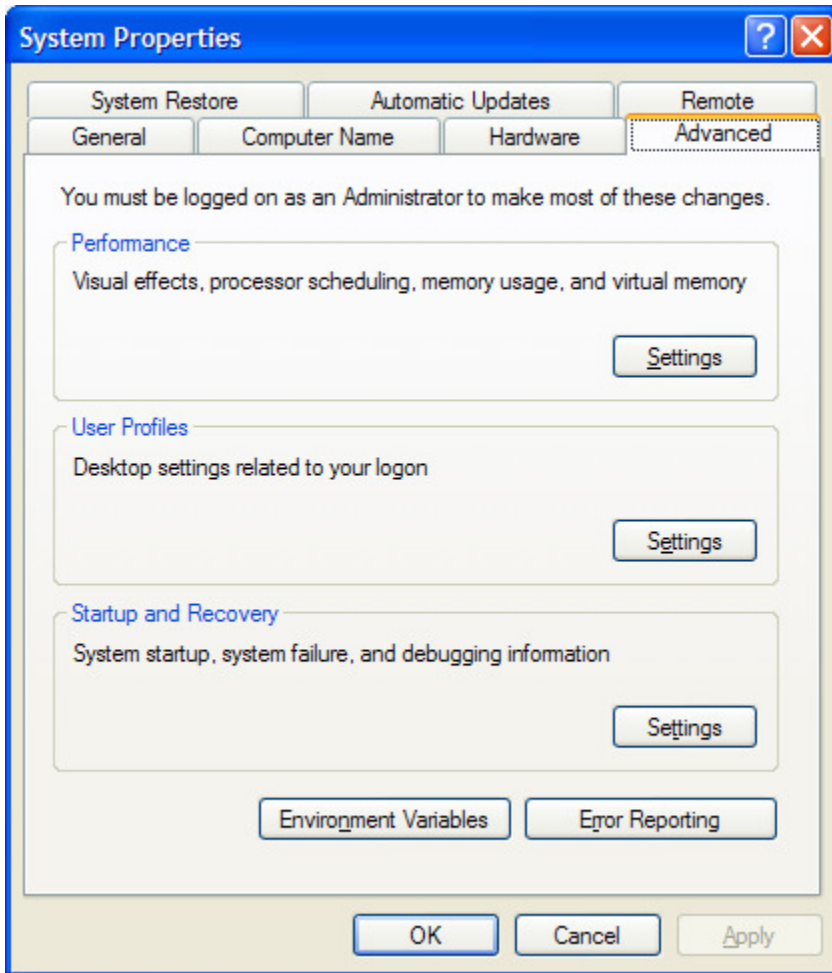 System Properties
System Restore Automatic Updates Remote
General Computer Name Hardware Advanced
You must be logged on as an Administrator to make most of these changes.
Performance
Visual effects, processor scheduling, memory usage, and virtual memory
Settings
User Profiles
Desktop settings related to your logon
Settings
Startup and Recovery
System startup, system failure, and debugging information
Settings
Environment Variables Error Reporting
OK Cancel Apply